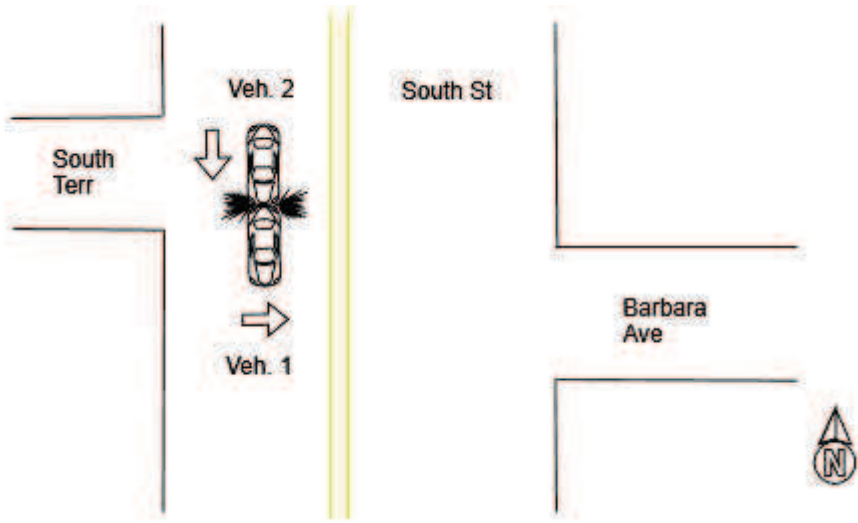 Veh. 2
South St
South
Terr
Barbara
Ave
Veh. 1
N